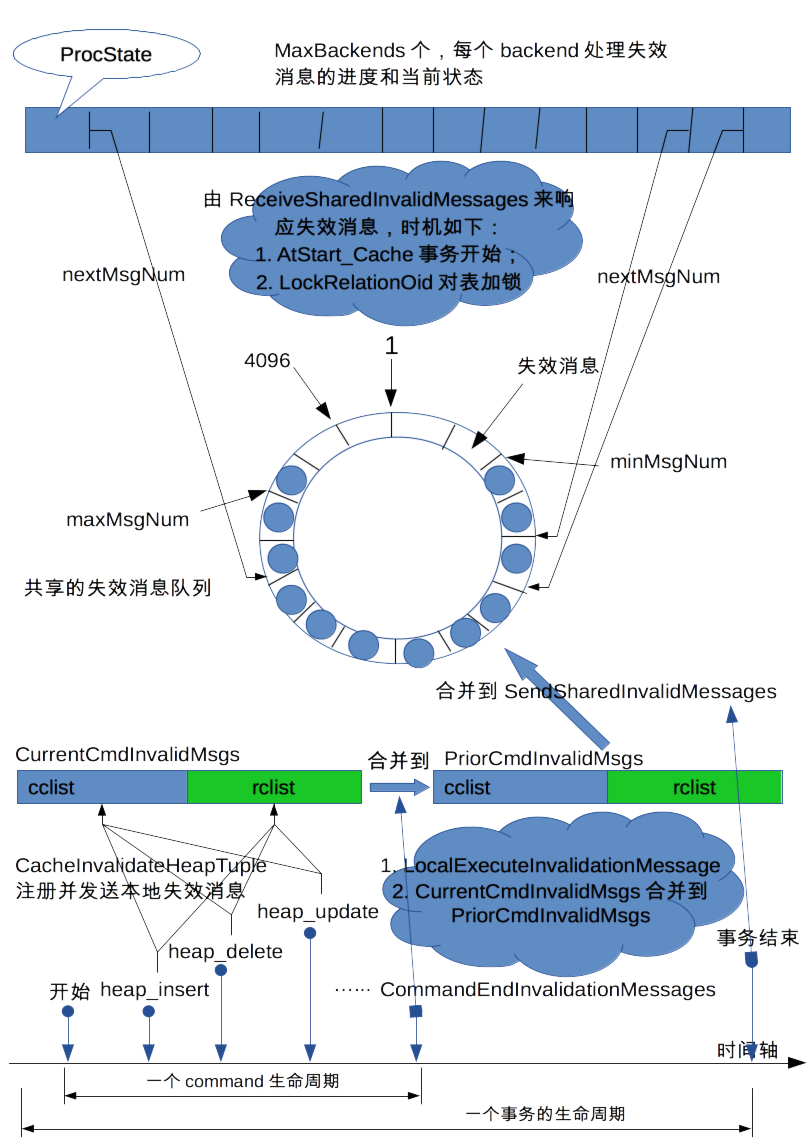 ProcState
MaxBackends 个，每个 backend 处理失效
消息的进度和当前状态
由 ReceiveSharedInvalidMessages 来响
应失效消息，时机如下：
1. AtStart_Cache 事务开始；
2. LockRelationOid 对表加锁
nextMsgNum
nextMsgNum
1
4096
失效消息
minMsgNum
maxMsgNum
共享的失效消息队列
合并到 SendSharedInvalidMessages
CurrentCmdInvalidMsgs
合并到
PriorCmdInvalidMsgs
cclist
rclist
cclist
rclist
CacheInvalidateHeapTuple
注册并发送本地失效消息
1. LocalExecuteInvalidationMessage
2. CurrentCmdInvalidMsgs 合并到
PriorCmdInvalidMsgs
heap_update
heap_delete
事务结束
开始
heap_insert
…… CommandEndInvalidationMessages
时间轴
一个 command 生命周期
一个事务的生命周期